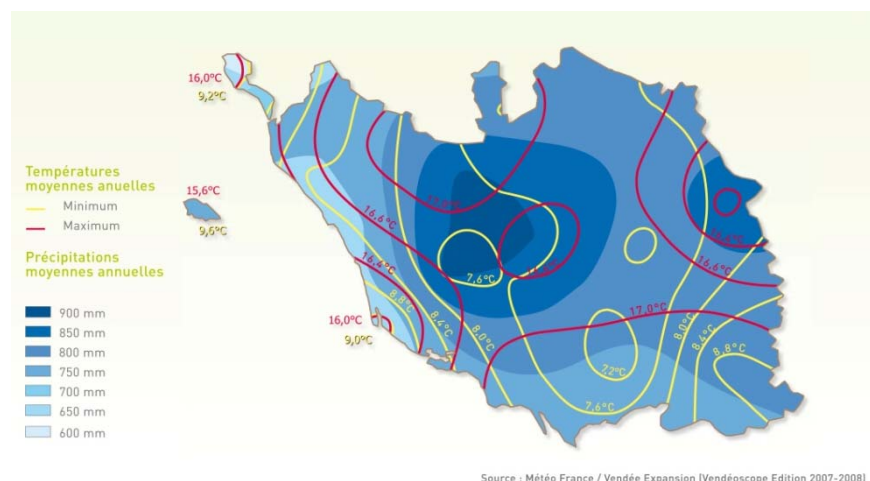 16,0°C
9,2°C
Températures
moyennes anuelles
Minimum
Maximum
15,6°C
9,6°C
Précipitations
moyennes annuelles
900 mm
850 mm
800 mm
750 mm
700 mm
650 mm
600 mm
16,6°C
16,4°C
8,8°C
8,4°C
8,0°C
16,0°C
9,0°C
7,6°C
16,6°C
17,0°C
8,0°C
8,4°C
8,8°C
7,2°C
7,6°C
Source : Météo France / Vendée Expansion (Vendéoscope Edition 2007-2008)